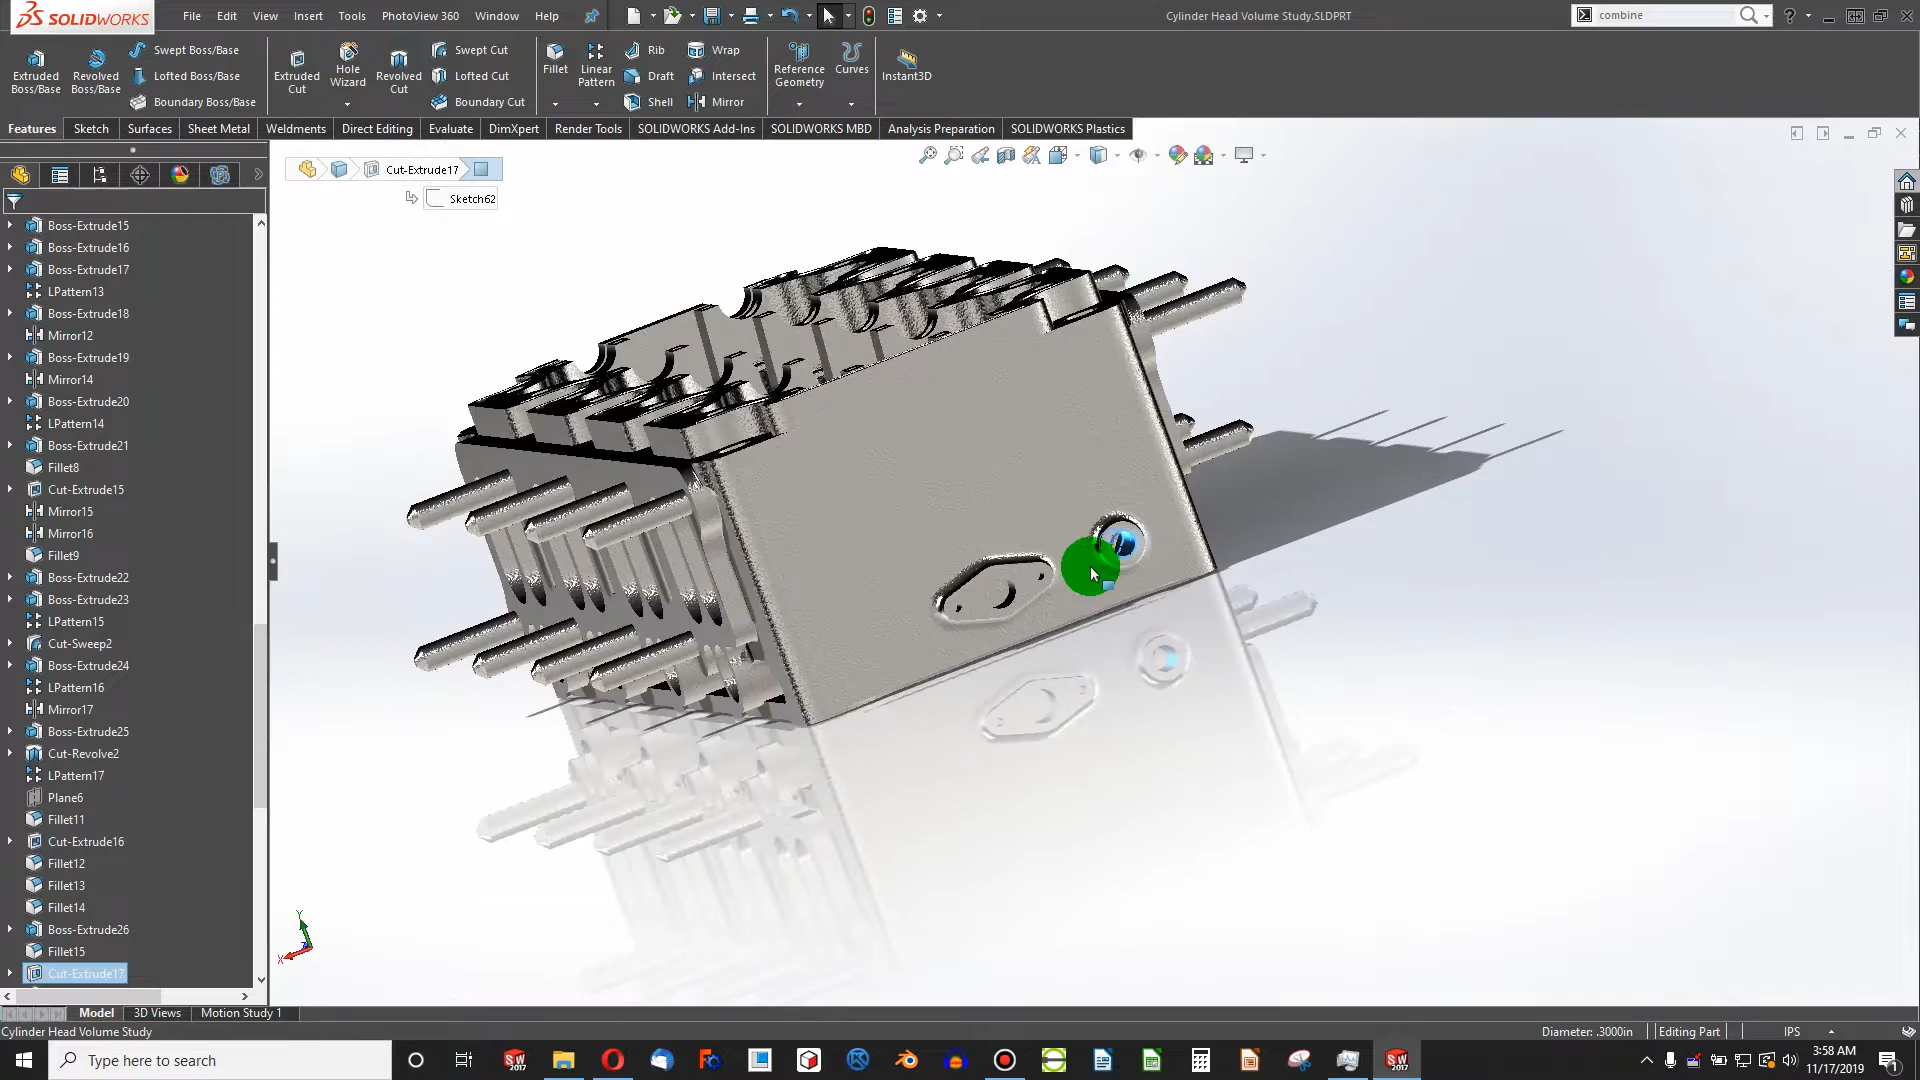 SOLIDWORKS
File Edit View Insert Tools PhotoView 360 Window Help
Cylinder Head Volume Study.SLDPRT
combine
Extruded Boss/Base
Revolved Boss/Base
Swept Boss/Base
Lofted Boss/Base
Boundary Boss/Base
Extruded Cut
Hole Wizard
Revolved Cut
Swept Cut
Lofted Cut
Boundary Cut
Fillet
Linear Pattern
Rib
Draft
Shell
Wrap
Intersect
Mirror
Reference Geometry
Curves
Instant3D
Features Sketch Surfaces Sheet Metal Weldments Direct Editing Evaluate DimXpert Render Tools SOLIDWORKS Add-Ins SOLIDWORKS MBD Analysis Preparation SOLIDWORKS Plastics
Cut-Extrude17
Sketch62
Boss-Extrude15
Boss-Extrude16
Boss-Extrude17
LPattern13
Boss-Extrude18
Mirror12
Boss-Extrude19
Mirror14
Boss-Extrude20
LPattern14
Boss-Extrude21
Fillet8
Cut-Extrude15
Mirror15
Mirror16
Fillet9
Boss-Extrude22
Boss-Extrude23
LPattern15
Cut-Sweep2
Boss-Extrude24
LPattern16
Mirror17
Boss-Extrude25
Cut-Revolve2
LPattern17
Plane6
Fillet11
Cut-Extrude16
Fillet12
Fillet13
Fillet14
Boss-Extrude26
Fillet15
Cut-Extrude17
Y
X
Z
Model 3D Views Motion Study 1
Cylinder Head Volume Study
Diameter: .3000in Editing Part IPS
Type here to search
SW 2017
SW 2017
3:58 AM
11/17/2019
1